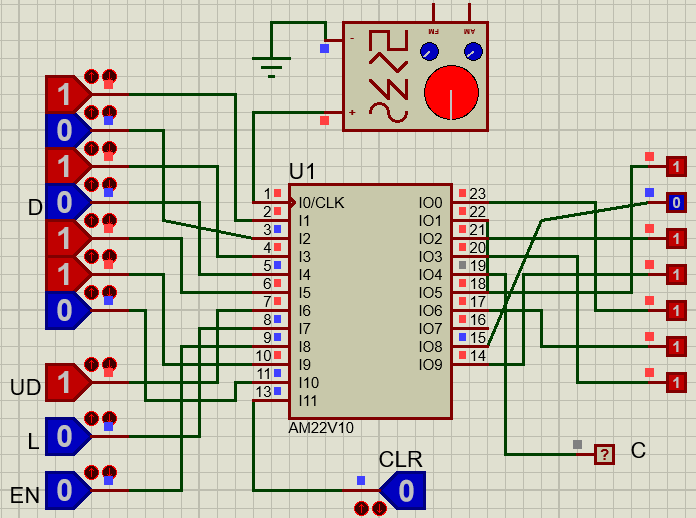 FM AM
-
+
1
0
1
D 0
1
1
0
UD 1
L 0
EN 0
U1
1 I0/CLK IO0 23
2 I1 IO1 22
3 I2 IO2 21
4 I3 IO3 20
5 I4 IO4 19
6 I5 IO5 18
7 I6 IO6 17
8 I7 IO7 16
9 I8 IO8 15
10 I9 IO9 14
11 I10
13 I11
AM22V10
CLR
0
1
0
1
1
1
1
1
? C